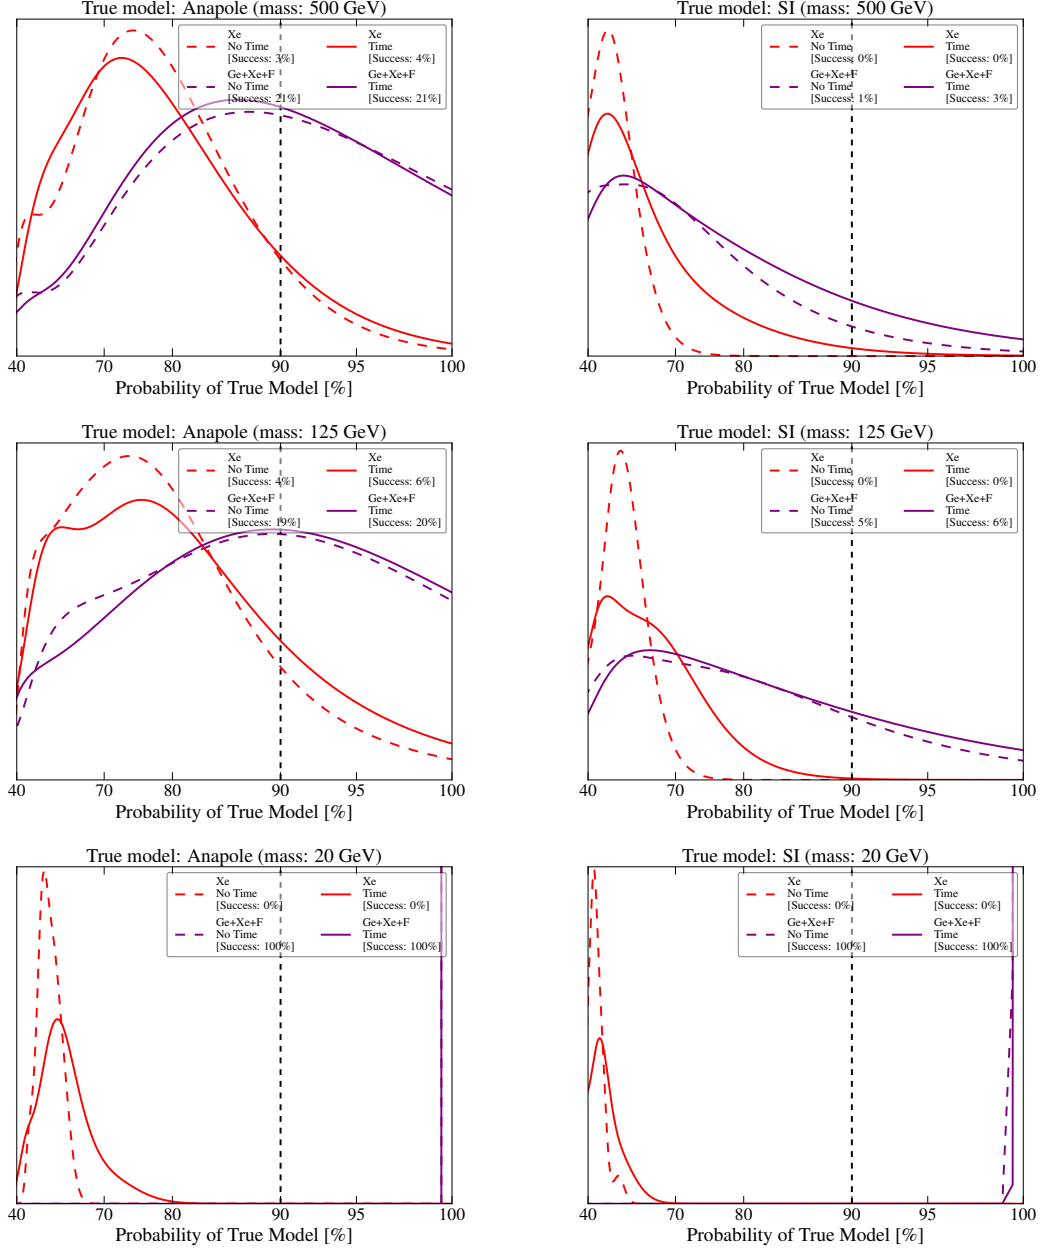 True model: Anapole (mass: 500 GeV)
Xe
No Time
[Success: 3%]
Ge+Xe+F
No Time
[Success: 21%]
Xe
Time
[Success: 4%]
Ge+Xe+F
Time
[Success: 21%]
40 70 80 90 95 100
Probability of True Model [%]
True model: SI (mass: 500 GeV)
Xe
No Time
[Success: 0%]
Ge+Xe+F
No Time
[Success: 1%]
Xe
Time
[Success: 0%]
Ge+Xe+F
Time
[Success: 3%]
40 70 80 90 95 100
Probability of True Model [%]
True model: Anapole (mass: 125 GeV)
Xe
No Time
[Success: 4%]
Ge+Xe+F
No Time
[Success: 19%]
Xe
Time
[Success: 6%]
Ge+Xe+F
Time
[Success: 20%]
40 70 80 90 95 100
Probability of True Model [%]
True model: SI (mass: 125 GeV)
Xe
No Time
[Success: 0%]
Ge+Xe+F
No Time
[Success: 5%]
Xe
Time
[Success: 0%]
Ge+Xe+F
Time
[Success: 6%]
40 70 80 90 95 100
Probability of True Model [%]
True model: Anapole (mass: 20 GeV)
Xe
No Time
[Success: 0%]
Ge+Xe+F
No Time
[Success: 100%]
Xe
Time
[Success: 0%]
Ge+Xe+F
Time
[Success: 100%]
40 70 80 90 95 100
Probability of True Model [%]
True model: SI (mass: 20 GeV)
Xe
No Time
[Success: 0%]
Ge+Xe+F
No Time
[Success: 100%]
Xe
Time
[Success: 0%]
Ge+Xe+F
Time
[Success: 100%]
40 70 80 90 95 100
Probability of True Model [%]